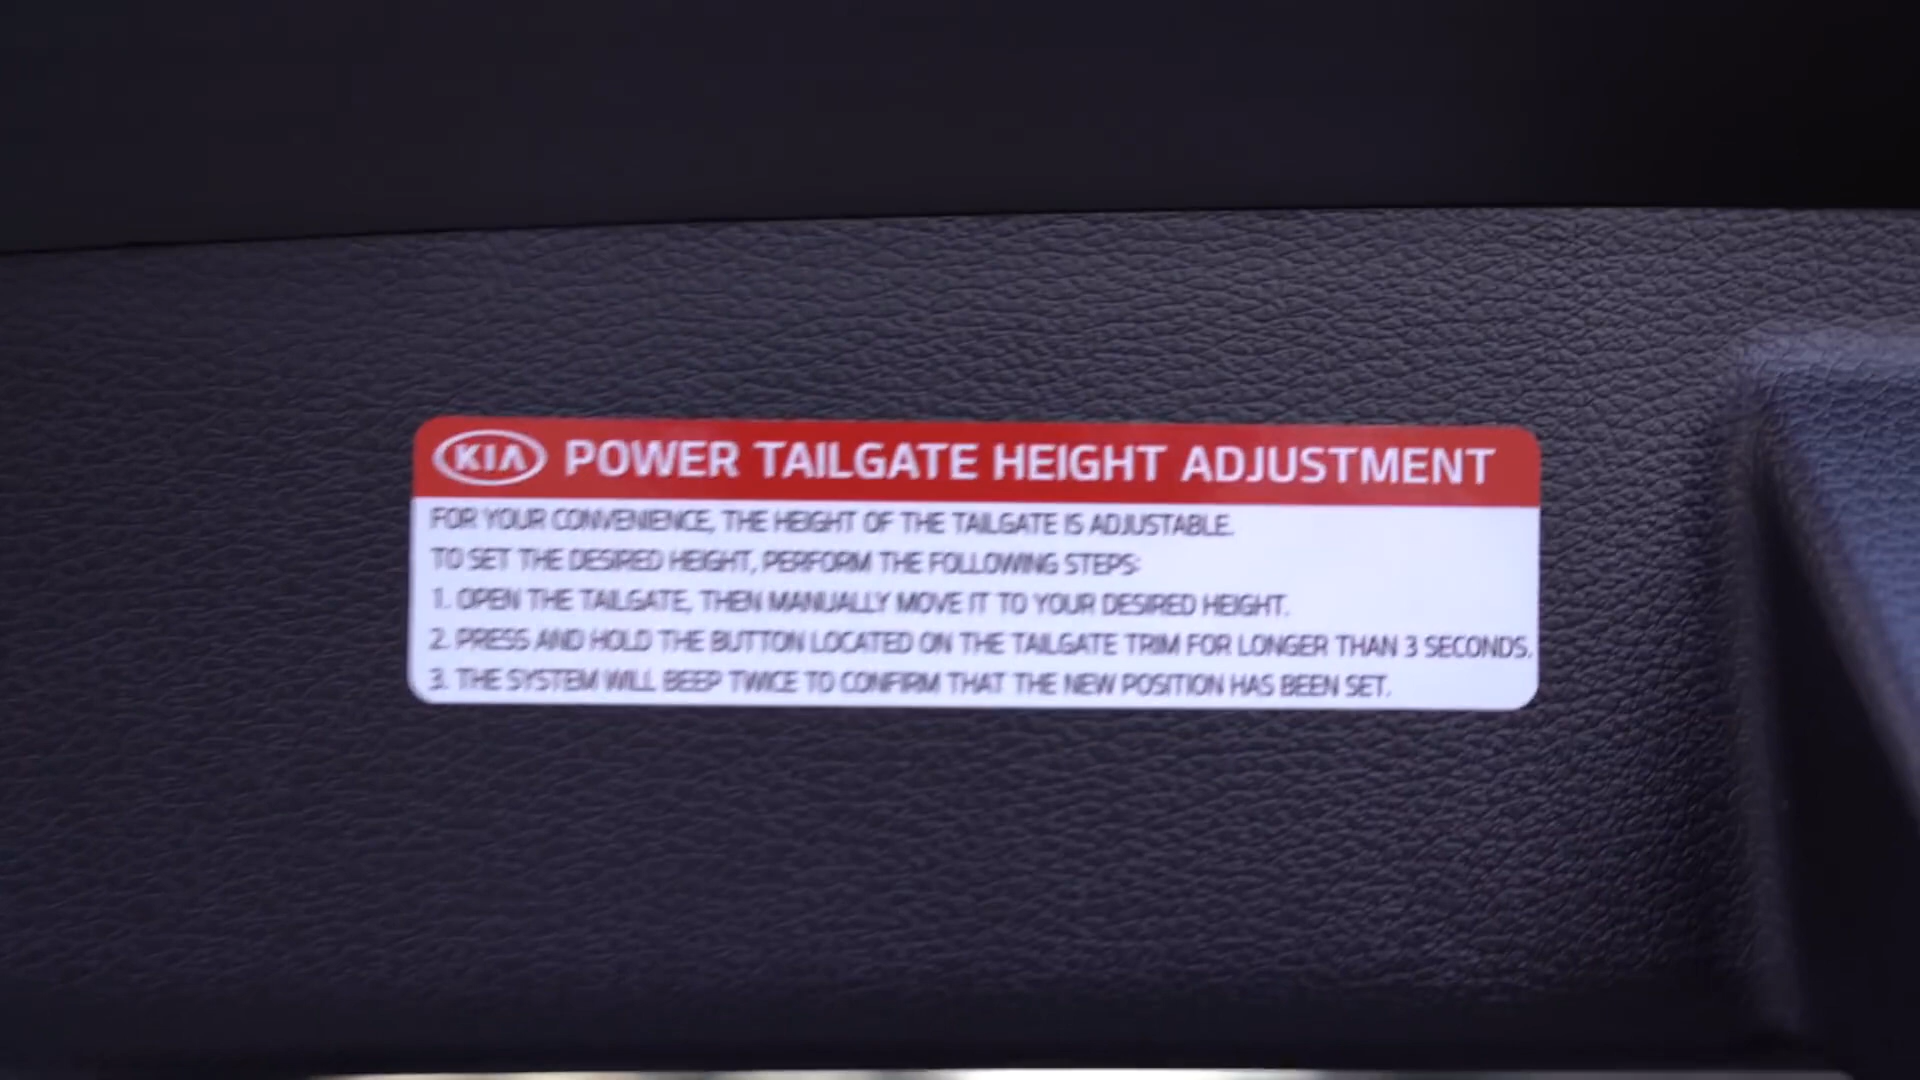 KIA POWER TAILGATE HEIGHT ADJUSTMENT
FOR YOUR CONVENIENCE, THE HEIGHT OF THE TAILGATE IS ADJUSTABLE.
TO SET THE DESIRED HEIGHT, PERFORM THE FOLLOWING STEPS:
1. OPEN THE TAILGATE, THEN MANUALLY MOVE IT TO YOUR DESIRED HEIGHT.
2. PRESS AND HOLD THE BUTTON LOCATED ON THE TAILGATE TRIM FOR LONGER THAN 3 SECONDS.
3. THE SYSTEM WILL BEEP TWICE TO CONFIRM THAT THE NEW POSITION HAS BEEN SET.